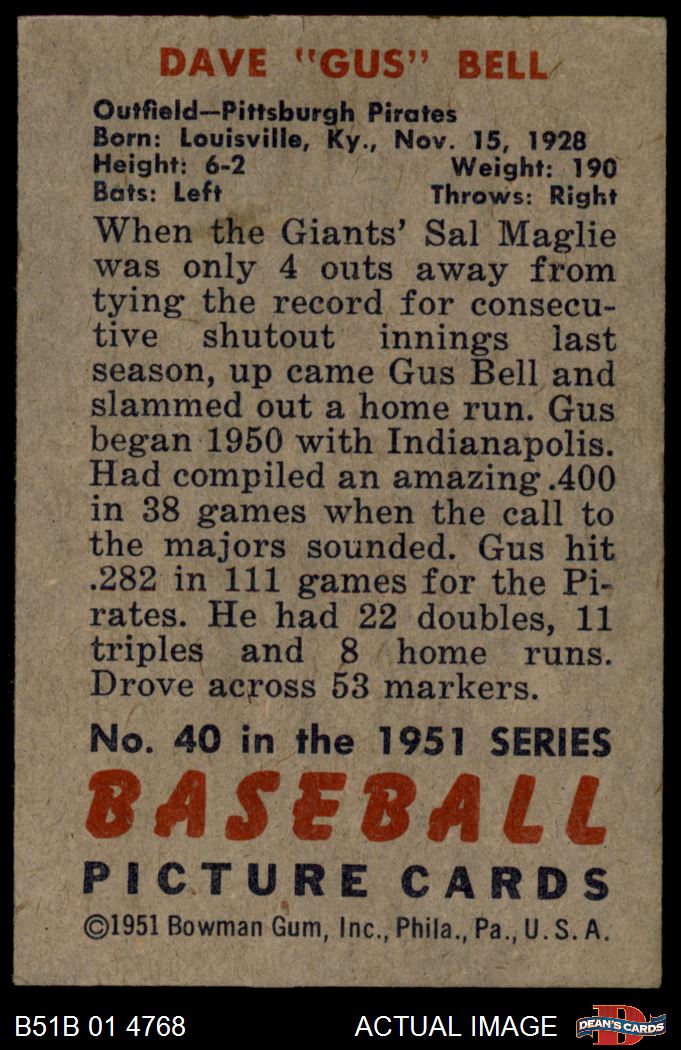 DAVE "GUS" BELL
Outfield—Pittsburgh Pirates
Born: Louisville, Ky., Nov. 15, 1928
Height: 6-2 Weight: 190
Bats: Left Throws: Right
When the Giants' Sal Maglie
was only 4 outs away from
tying the record for consecu-
tive shutout innings last
season, up came Gus Bell and
slammed out a home run. Gus
began 1950 with Indianapolis.
Had compiled an amazing .400
in 38 games when the call to
the majors sounded. Gus hit
.282 in 111 games for the Pi-
rates. He had 22 doubles, 11
triples and 8 home runs.
Drove across 53 markers.
No. 40 in the 1951 SERIES
BASEBALL
PICTURE CARDS
©1951 Bowman Gum, Inc., Phila., Pa., U.S.A.
B51B 01 4768 ACTUAL IMAGE DEAN'S CARDS